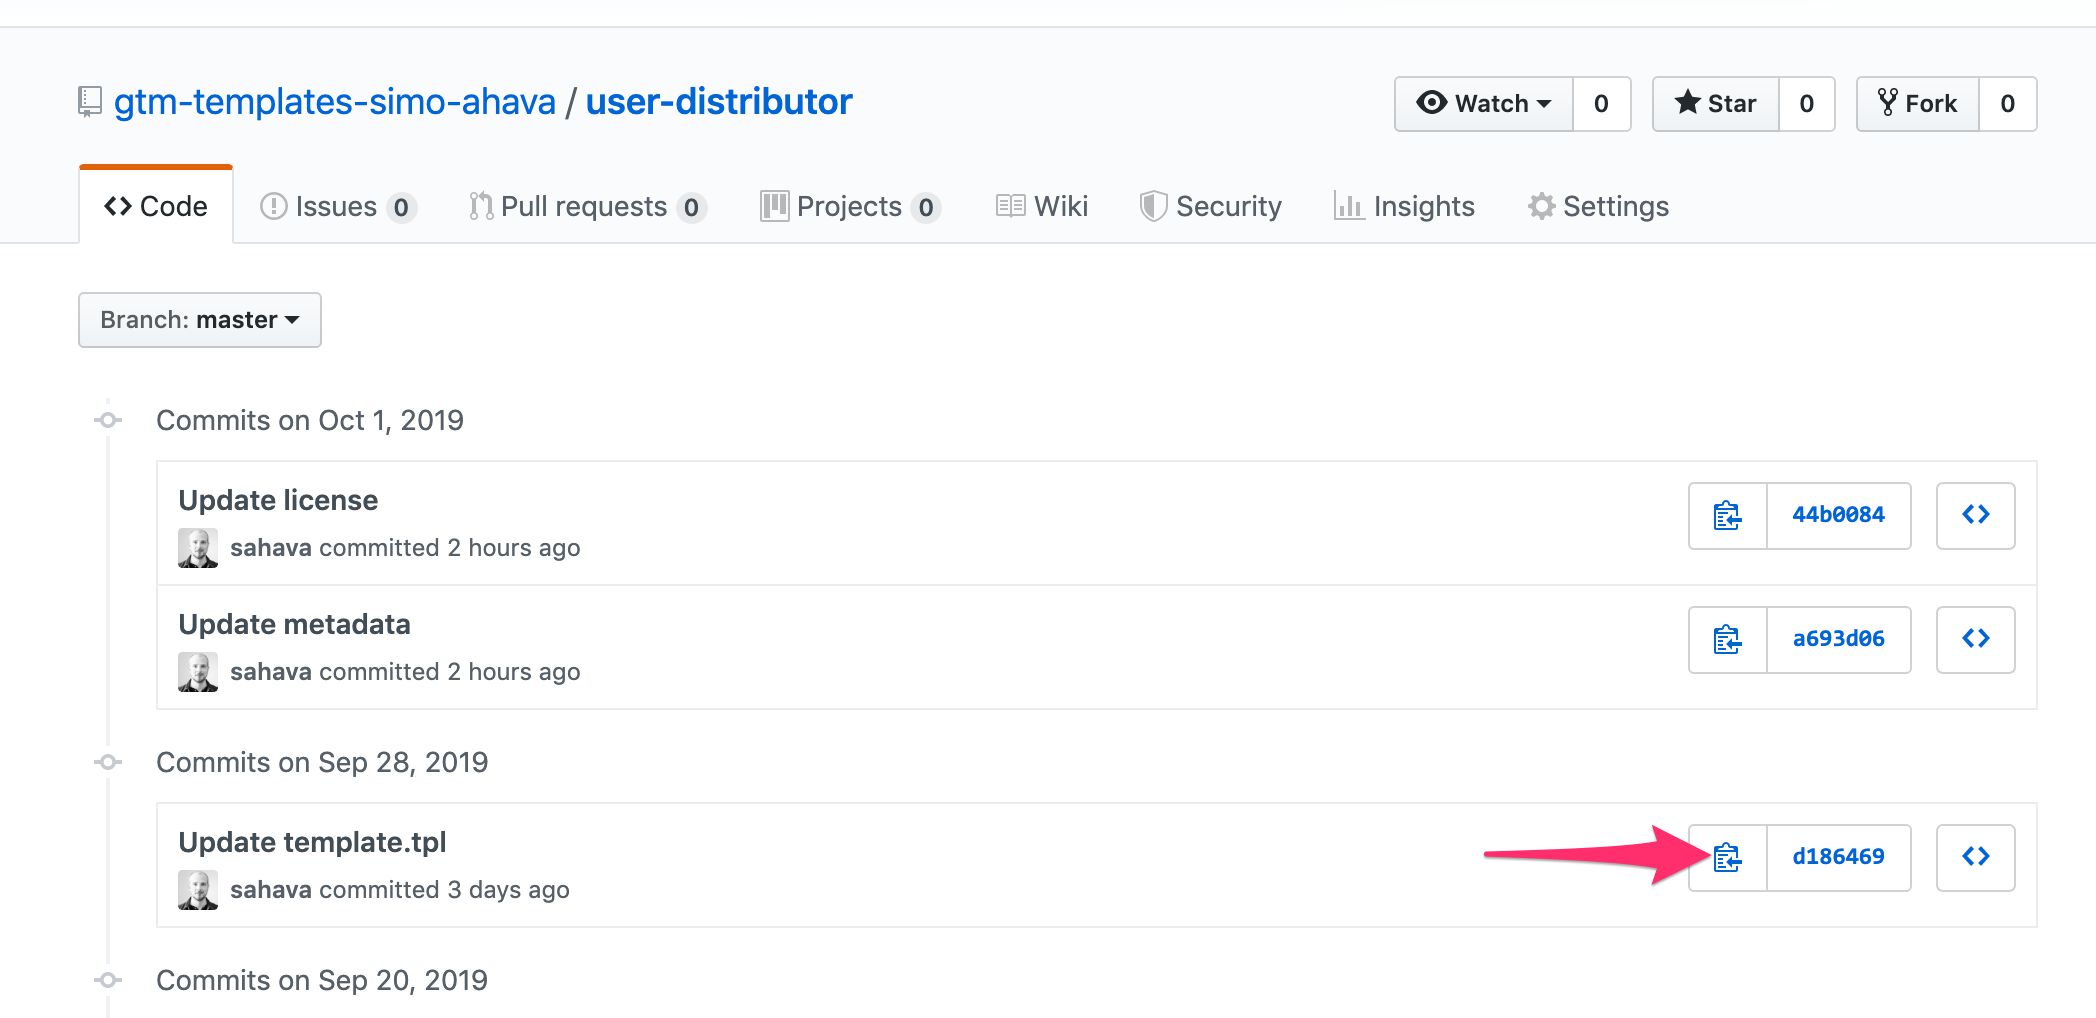 gtm-templates-simo-ahava / user-distributor
Watch 0
Star 0
Fork 0
Code
Issues 0
Pull requests 0
Projects 0
Wiki
Security
Insights
Settings
Branch: master
Commits on Oct 1, 2019
Update license
44b0084
sahava committed 2 hours ago
Update metadata
a693d06
sahava committed 2 hours ago
Commits on Sep 28, 2019
Update template.tpl
d186469
sahava committed 3 days ago
Commits on Sep 20, 2019